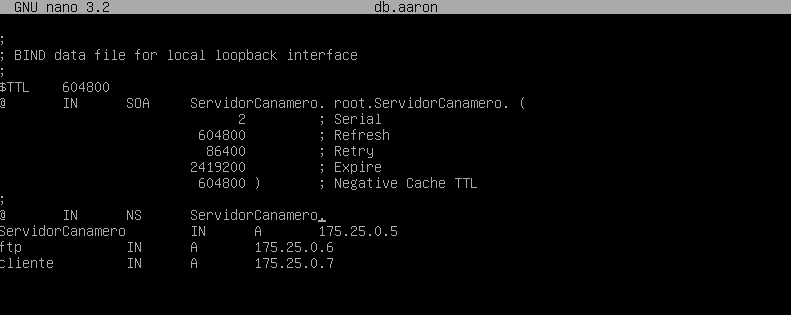 GNU nano 3.2 db.aaron
;
; BIND data file for local loopback interface
;
$TTL 604800
@ IN SOA ServidorCanamero. root.ServidorCanamero. (
2 ; Serial
604800 ; Refresh
86400 ; Retry
2419200 ; Expire
604800 ) ; Negative Cache TTL
;
@ IN NS ServidorCanamero.
ServidorCanamero IN A 175.25.0.5
ftp IN A 175.25.0.6
cliente IN A 175.25.0.7